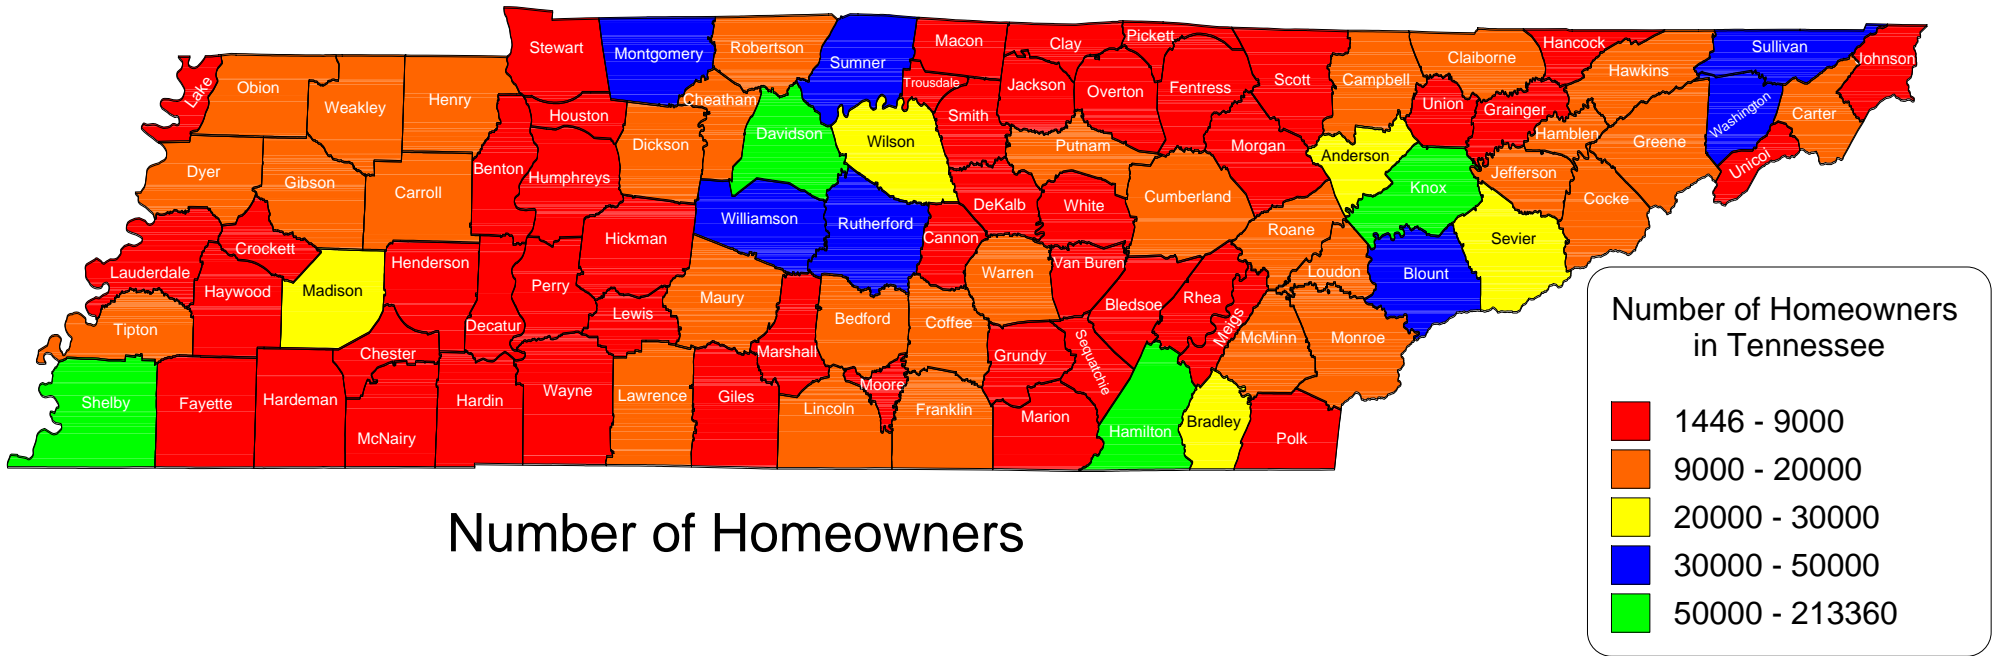 Stewart
Montgomery
Robertson
Sumner
Macon
Clay
Pickett
Scott
Campbell
Claiborne
Hancock
Hawkins
Sullivan
Johnson
Lake
Obion
Weakley
Henry
Houston
Dickson
Cheatham
Davidson
Wilson
Trousdale
Smith
Jackson
Overton
Fentress
Morgan
Anderson
Union
Grainger
Hamblen
Greene
Washington
Carter
Unicoi
Dyer
Gibson
Carroll
Benton
Humphreys
Williamson
Rutherford
Cannon
DeKalb
Putnam
White
Cumberland
Roane
Knox
Jefferson
Cocke
Sevier
Lauderdale
Crockett
Haywood
Madison
Henderson
Decatur
Perry
Hickman
Lewis
Maury
Marshall
Bedford
Coffee
Warren
Van Buren
Bledsoe
Rhea
Meigs
Loudon
Blount
McMinn
Monroe
Tipton
Shelby
Fayette
Hardeman
Chester
McNairy
Hardin
Wayne
Lawrence
Giles
Lincoln
Moore
Franklin
Grundy
Sequatchie
Marion
Hamilton
Bradley
Polk
Number of Homeowners
Number of Homeowners
in Tennessee
1446 - 9000
9000 - 20000
20000 - 30000
30000 - 50000
50000 - 213360